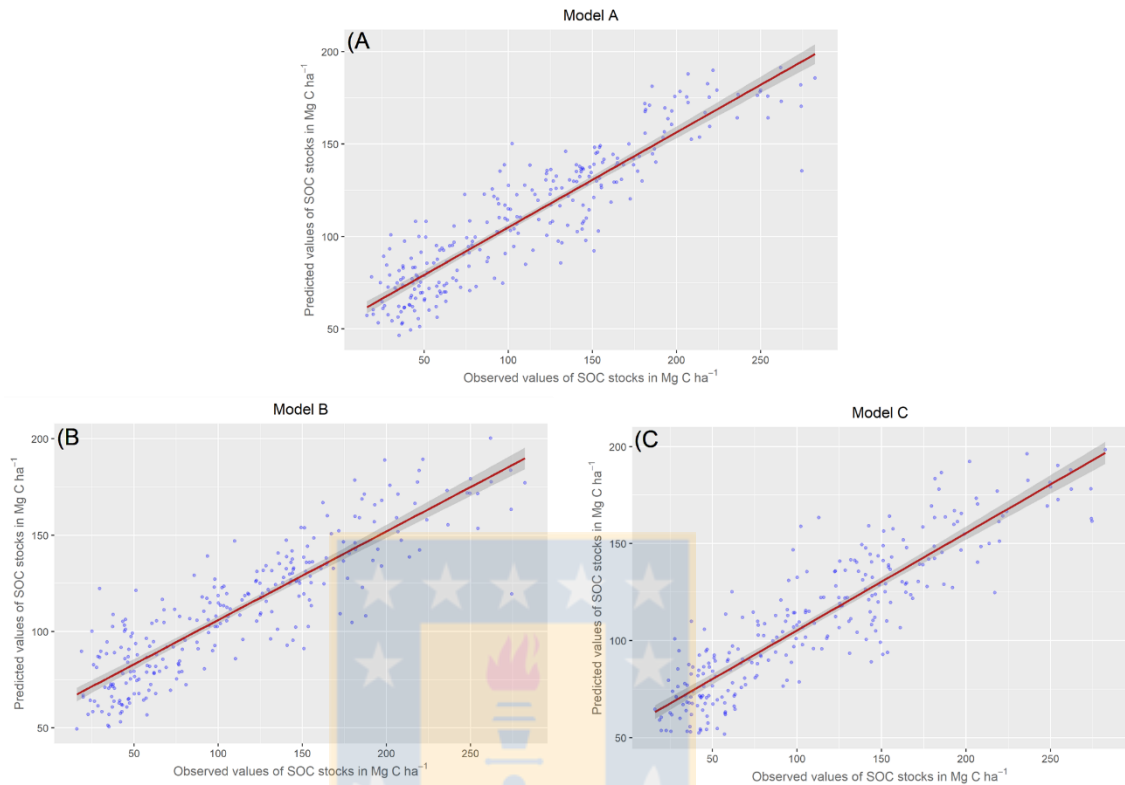 Model A
(A
Predicted values of SOC stocks in Mg C ha⁻¹
200
150
100
50
50 100 150 200 250
Observed values of SOC stocks in Mg C ha⁻¹
Model B
(B
Predicted values of SOC stocks in Mg C ha⁻¹
200
150
100
50
50 100 150 200 250
Observed values of SOC stocks in Mg C ha⁻¹
Model C
(C
Predicted values of SOC stocks in Mg C ha⁻¹
200
150
100
50
50 100 150 200 250
Observed values of SOC stocks in Mg C ha⁻¹